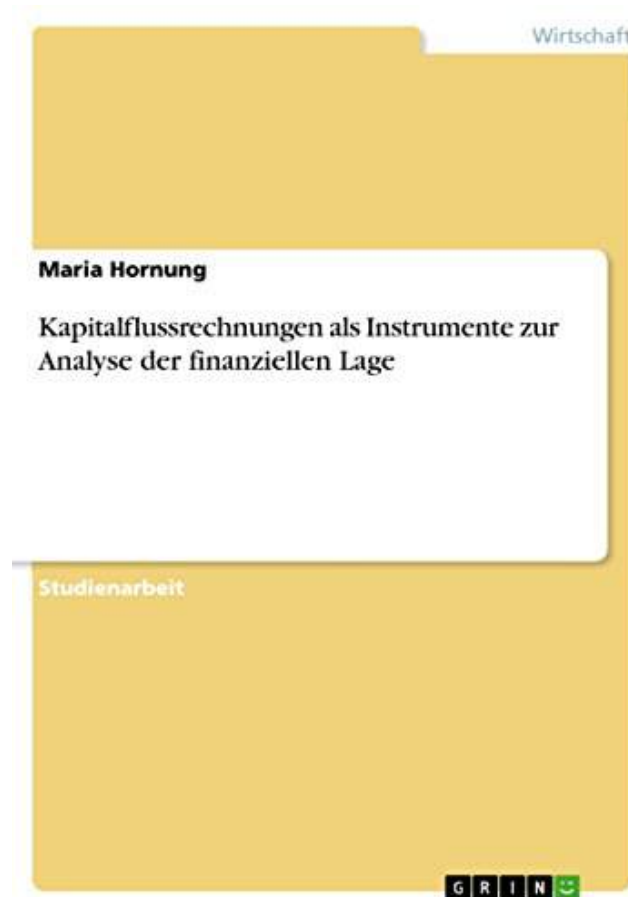 Wirtschaft
Maria Hornung
Kapitalflussrechnungen als Instrumente zur
Analyse der finanziellen Lage
Studienarbeit
GRIN